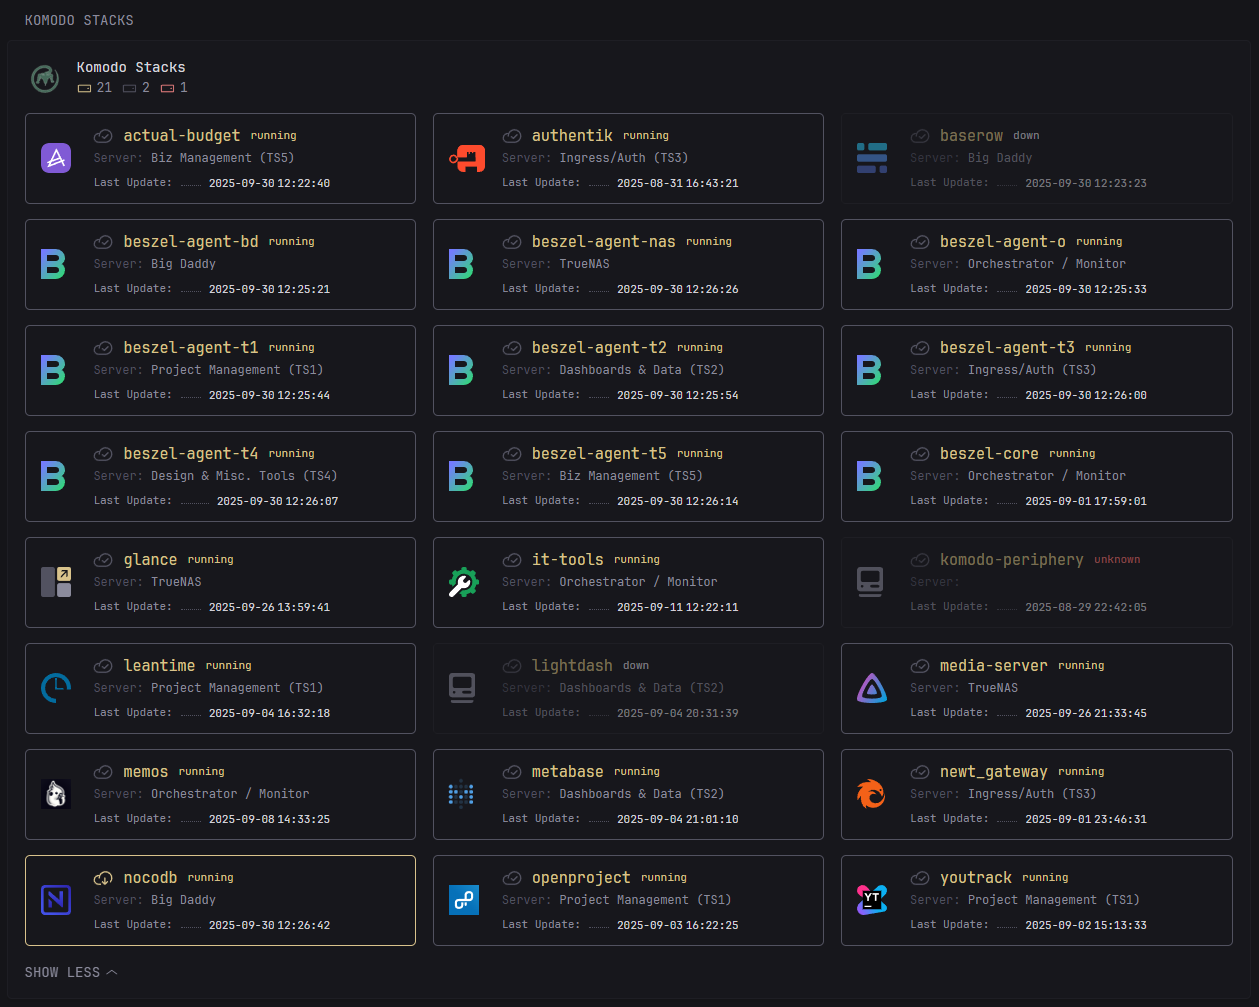 KOMODO STACKS
Komodo Stacks
21 2 1
actual-budget running
Server: Biz Management (TS5)
Last Update: 2025-09-30 12:22:40
authentik running
Server: Ingress/Auth (TS3)
Last Update: 2025-08-31 16:43:21
baserow down
Server: Big Daddy
Last Update: 2025-09-30 12:23:23
beszel-agent-bd running
Server: Big Daddy
Last Update: 2025-09-30 12:25:21
beszel-agent-nas running
Server: TrueNAS
Last Update: 2025-09-30 12:26:26
beszel-agent-o running
Server: Orchestrator / Monitor
Last Update: 2025-09-30 12:25:33
beszel-agent-t1 running
Server: Project Management (TS1)
Last Update: 2025-09-30 12:25:44
beszel-agent-t2 running
Server: Dashboards & Data (TS2)
Last Update: 2025-09-30 12:25:54
beszel-agent-t3 running
Server: Ingress/Auth (TS3)
Last Update: 2025-09-30 12:26:00
beszel-agent-t4 running
Server: Design & Misc. Tools (TS4)
Last Update: 2025-09-30 12:26:07
beszel-agent-t5 running
Server: Biz Management (TS5)
Last Update: 2025-09-30 12:26:14
beszel-core running
Server: Orchestrator / Monitor
Last Update: 2025-09-01 17:59:01
glance running
Server: TrueNAS
Last Update: 2025-09-26 13:59:41
it-tools running
Server: Orchestrator / Monitor
Last Update: 2025-09-11 12:22:11
komodo-periphery unknown
Server:
Last Update: 2025-08-29 22:42:05
leantime running
Server: Project Management (TS1)
Last Update: 2025-09-04 16:32:18
lightdash down
Server: Dashboards & Data (TS2)
Last Update: 2025-09-04 20:31:39
media-server running
Server: TrueNAS
Last Update: 2025-09-26 21:33:45
memos running
Server: Orchestrator / Monitor
Last Update: 2025-09-08 14:33:25
metabase running
Server: Dashboards & Data (TS2)
Last Update: 2025-09-04 21:01:10
newt_gateway running
Server: Ingress/Auth (TS3)
Last Update: 2025-09-01 23:46:31
nocodb running
Server: Big Daddy
Last Update: 2025-09-30 12:26:42
openproject running
Server: Project Management (TS1)
Last Update: 2025-09-03 16:22:25
YT
youtrack running
Server: Project Management (TS1)
Last Update: 2025-09-02 15:13:33
SHOW LESS